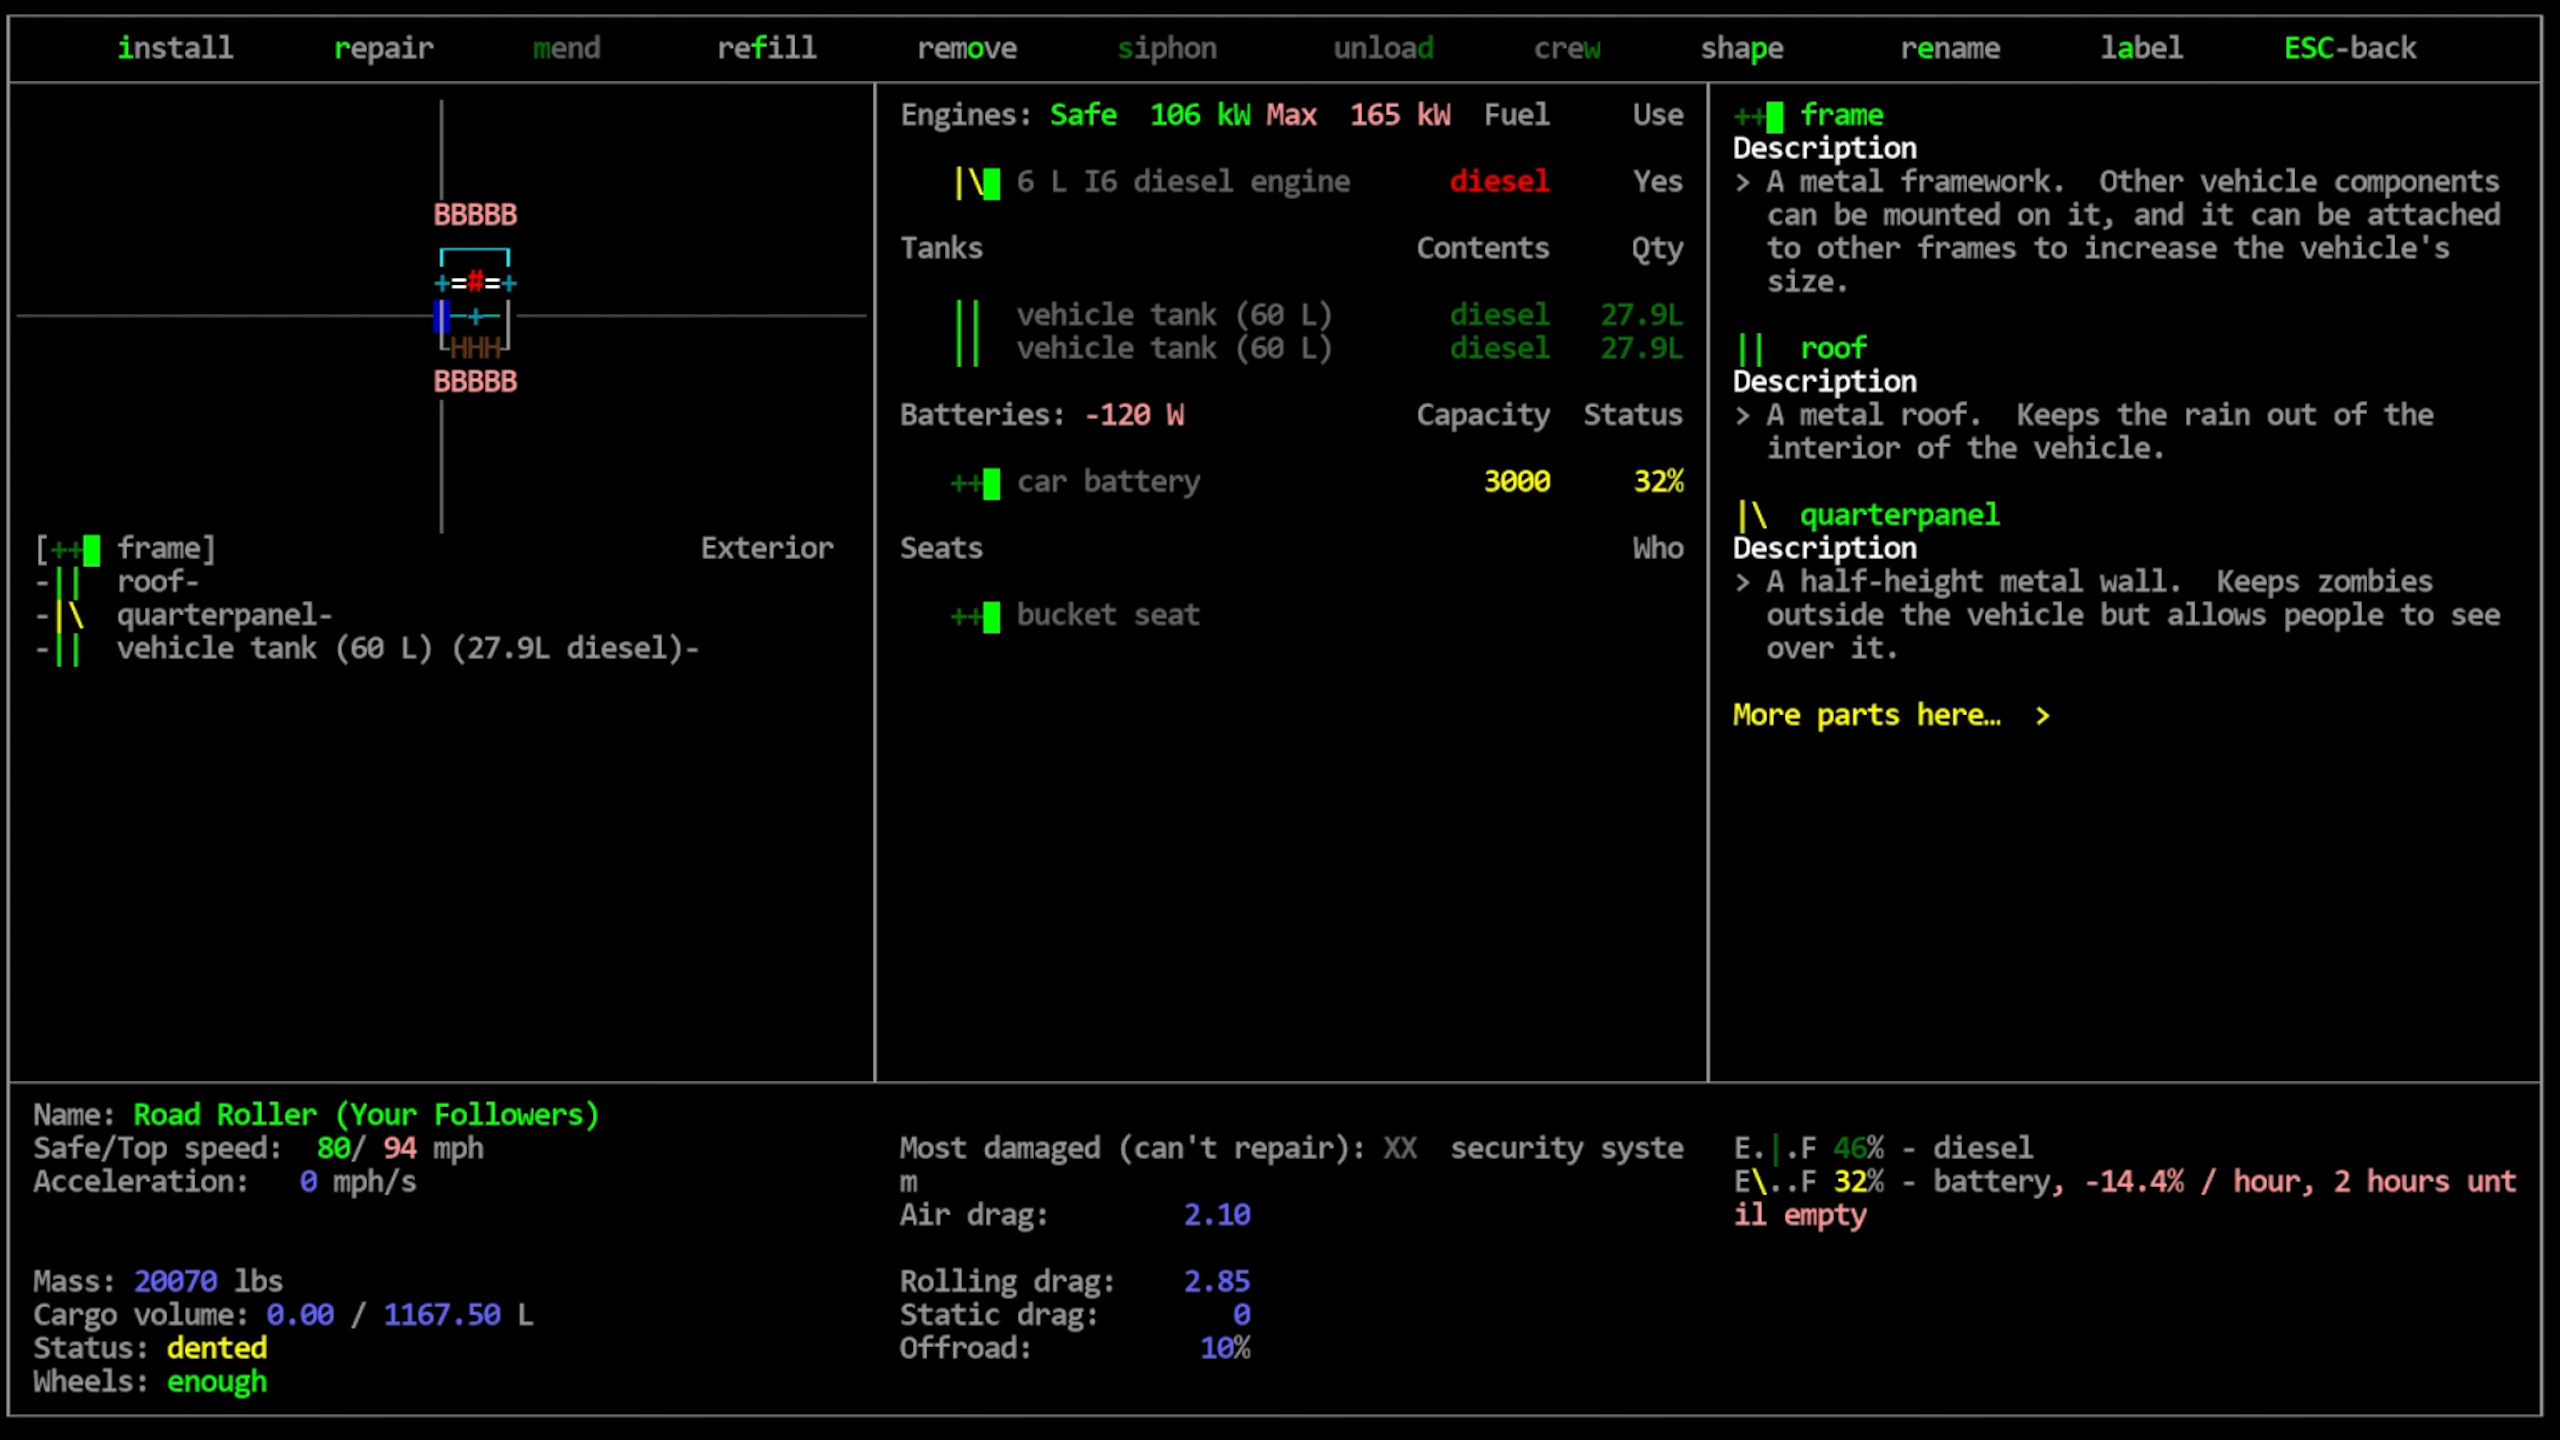 install repair mend refill remove siphon unload crew shape rename label ESC-back
BBBBB
+=#=+
-+-
HHH
BBBBB
[++ frame] Exterior
-|| roof-
-|\ quarterpanel-
-|| vehicle tank (60 L) (27.9L diesel)-
Engines: Safe 106 kW Max 165 kW Fuel Use
|\ 6 L I6 diesel engine diesel Yes
Tanks Contents Qty
|| vehicle tank (60 L) diesel 27.9L
|| vehicle tank (60 L) diesel 27.9L
Batteries: -120 W Capacity Status
++ car battery 3000 32%
Seats Who
++ bucket seat
++ frame
Description
> A metal framework. Other vehicle components
can be mounted on it, and it can be attached
to other frames to increase the vehicle's
size.
|| roof
Description
> A metal roof. Keeps the rain out of the
interior of the vehicle.
|\ quarterpanel
Description
> A half-height metal wall. Keeps zombies
outside the vehicle but allows people to see
over it.
More parts here… >
Name: Road Roller (Your Followers)
Safe/Top speed: 80/ 94 mph
Acceleration: 0 mph/s
Mass: 20070 lbs
Cargo volume: 0.00 / 1167.50 L
Status: dented
Wheels: enough
Most damaged (can't repair): XX security syste
m
Air drag: 2.10
Rolling drag: 2.85
Static drag: 0
Offroad: 10%
E.|.F 46% - diesel
E\..F 32% - battery, -14.4% / hour, 2 hours unt
il empty